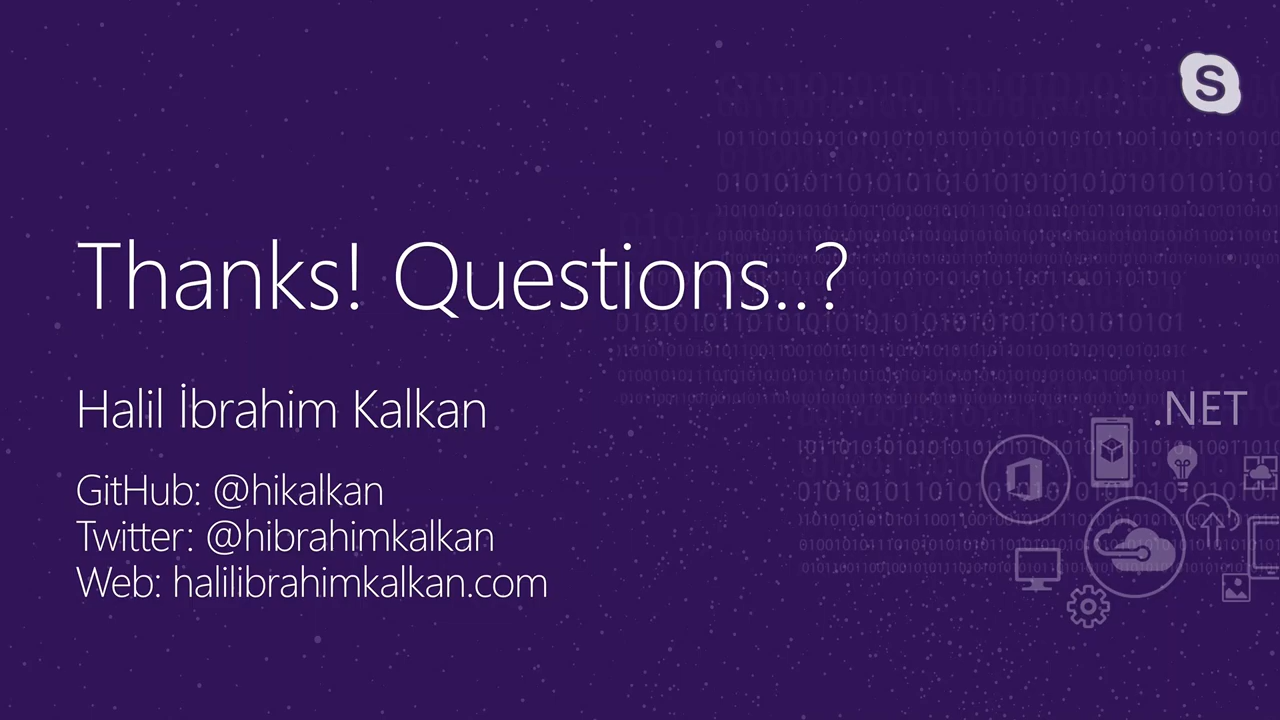 Thanks! Questions..?
Halil İbrahim Kalkan
GitHub: @hikalkan
Twitter: @hibrahimkalkan
Web: halilibrahimkalkan.com
.NET
S